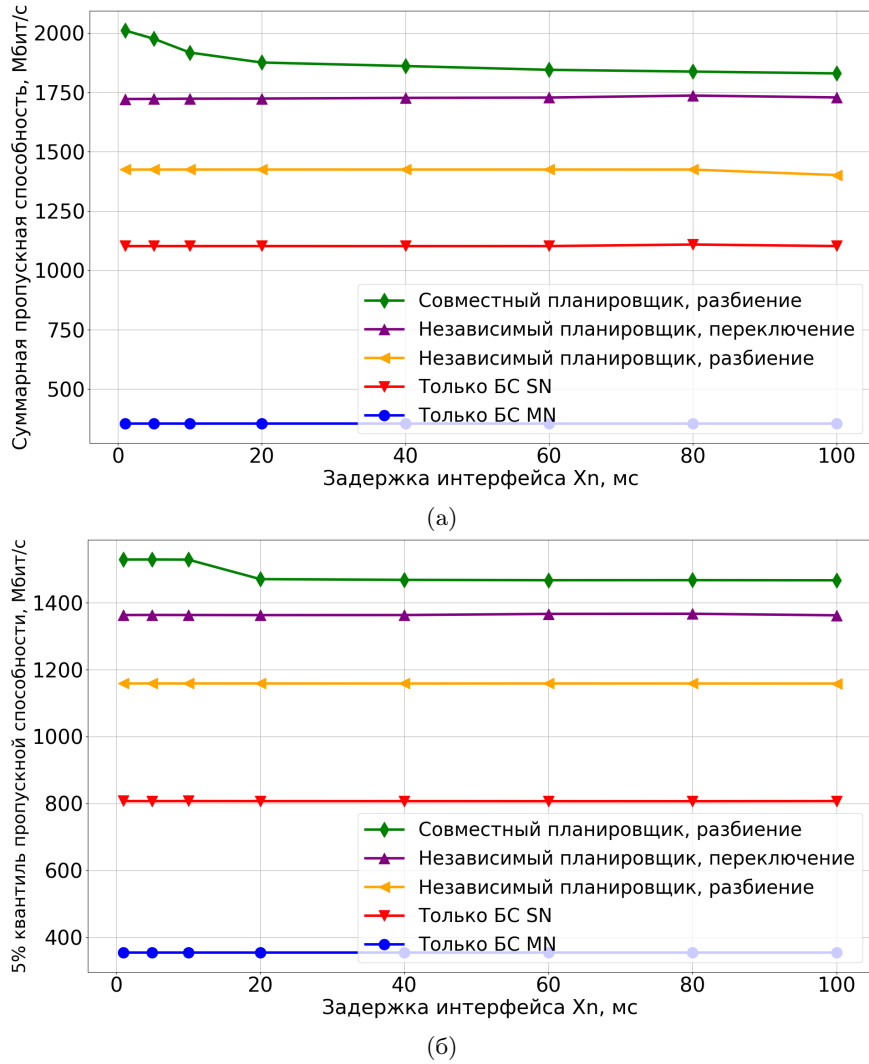 Суммарная пропускная способность, Мбит/с
2000
1750
1500
1250
1000
750
500
Совместный планировщик, разбиение
Независимый планировщик, переключение
Независимый планировщик, разбиение
Только БС SN
Только БС MN
0 20 40 60 80 100
Задержка интерфейса Xn, мс
(а)
5% квантиль пропускной способности, Мбит/с
1400
1200
1000
800
600
400
Совместный планировщик, разбиение
Независимый планировщик, переключение
Независимый планировщик, разбиение
Только БС SN
Только БС MN
0 20 40 60 80 100
Задержка интерфейса Xn, мс
(б)